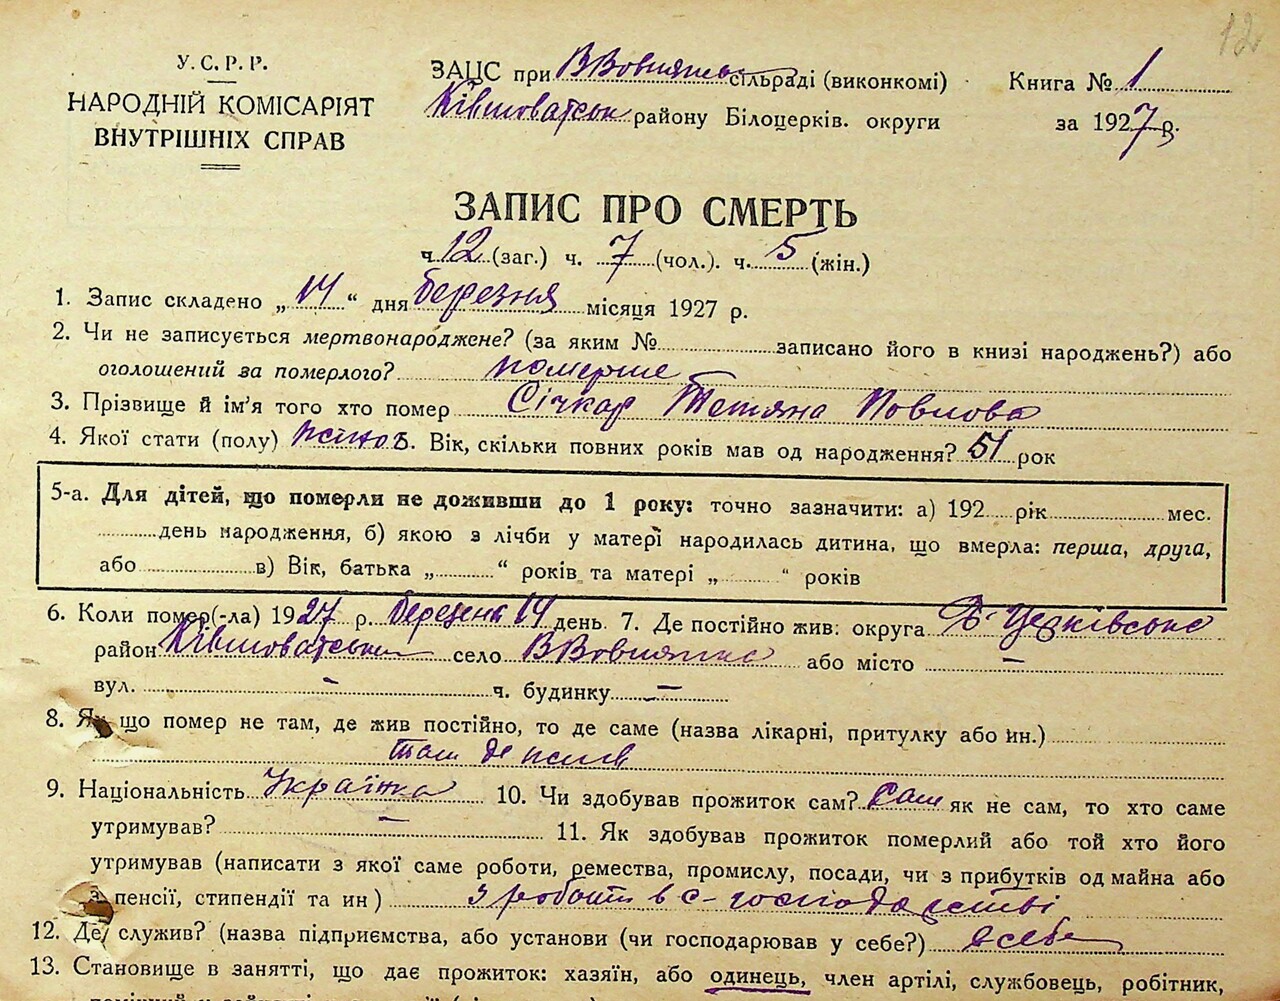 12
У. С. Р. Р.
НАРОДНІЙ КОМІСАРІЯТ
ВНУТРІШНІХ СПРАВ
ЗАЦС при сільраді (виконкомі)
Ківшоватськ району Білоцерків. округи
Книга № 1
за 1927 р.
ЗАПИС ПРО СМЕРТЬ
ч. 12 (заг.) ч. 7 (чол.). ч. 5 (жін.)
1. Запис складено „ 14 “ дня березня місяця 1927 р.
2. Чи не записується мертвонароджене? (за яким № записано його в книзі народжень?) або
оголошений за померлого? померше
3. Прізвище й ім'я того хто помер Січкар Тетяна Повлова
4. Якої стати (полу) жіноч 5. Вік, скільки повних років мав од народження? 51 рок
5-а. Для дітей, що померли не доживши до 1 року: точно зазначити: а) 192 рік мес.
день народження, б) якою з лічби у матері народилась дитина, що вмерла: перша, друга,
або в) Вік, батька „ “ років та матері „ “ років
6. Коли помер(-ла) 1927 р. березня 14 день 7. Де постійно жив: округа Б-Церківська
район Ківшоватськ село або місто –
вул. – ч. будинку –
8. Як що помер не там, де жив постійно, то де саме (назва лікарні, притулку або ин.)
там де жив
9. Національність Українка 10. Чи здобував прожиток сам? Сам як не сам, то хто саме
утримував? – 11. Як здобував прожиток померлий або той хто його
утримував (написати з якої саме роботи, ремества, промислу, посади, чи з прибутків од майна або
з пенсії, стипендії та ин ) з роботи в с-господарстві
12. Де служив? (назва підприємства, або установи (чи господарював у себе?) в себе
13. Становище в занятті, що дає прожиток: хазяїн, або одинець, член артілі, службовець, робітник,